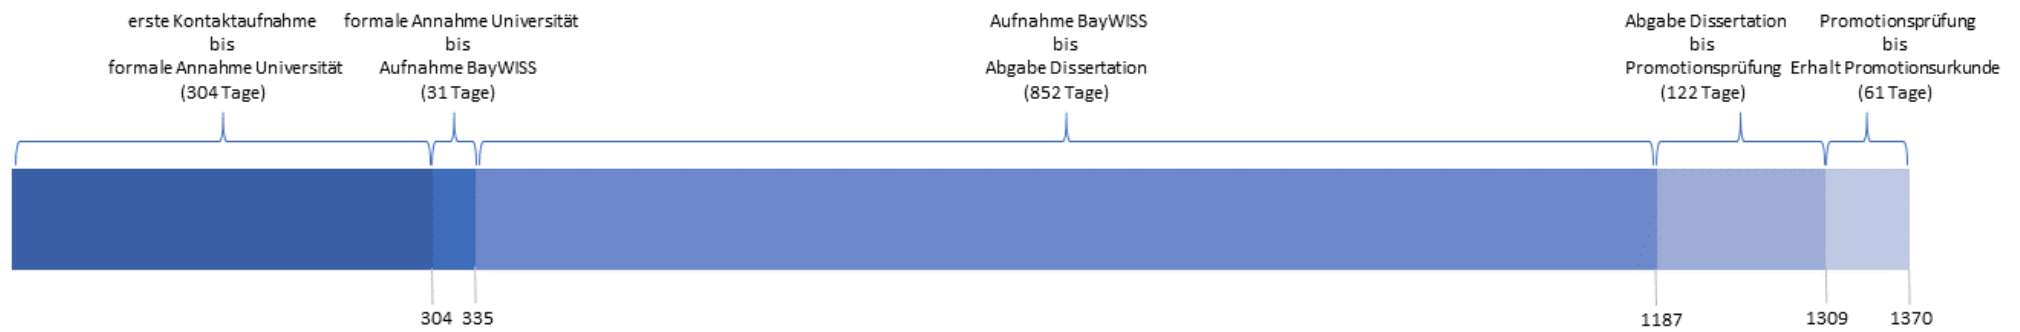 erste Kontaktaufnahme
bis
formale Annahme Universität
(304 Tage)
formale Annahme Universität
bis
Aufnahme BayWISS
(31 Tage)
Aufnahme BayWISS
bis
Abgabe Dissertation
(852 Tage)
Abgabe Dissertation
bis
Promotionsprüfung
(122 Tage)
Promotionsprüfung
bis
Erhalt Promotionsurkunde
(61 Tage)
304
335
1187
1309
1370